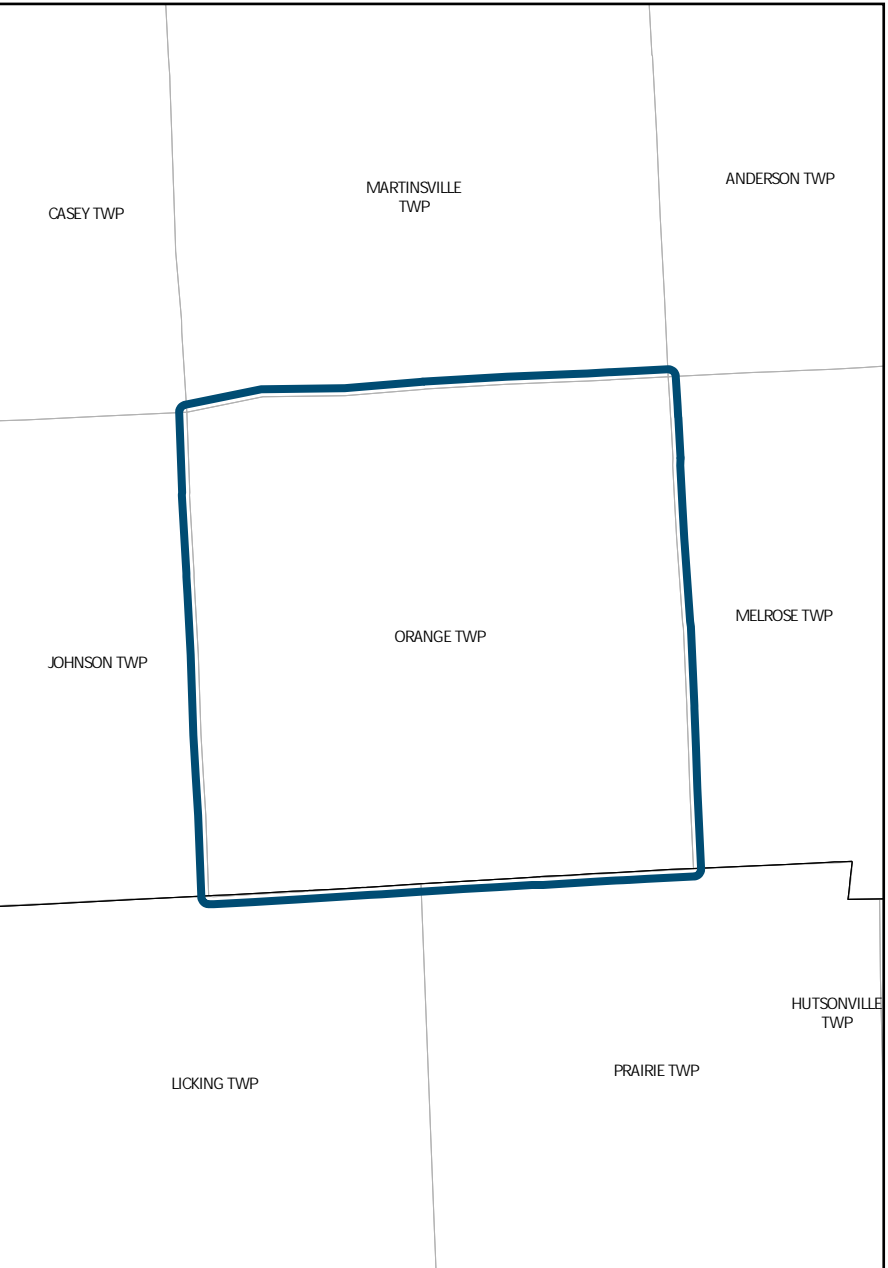 ANDERSON TWP
MARTINSVILLE
TWP
CASEY TWP
MELROSE TWP
ORANGE TWP
JOHNSON TWP
HUTSONVILLE
TWP
PRAIRIE TWP
LICKING TWP